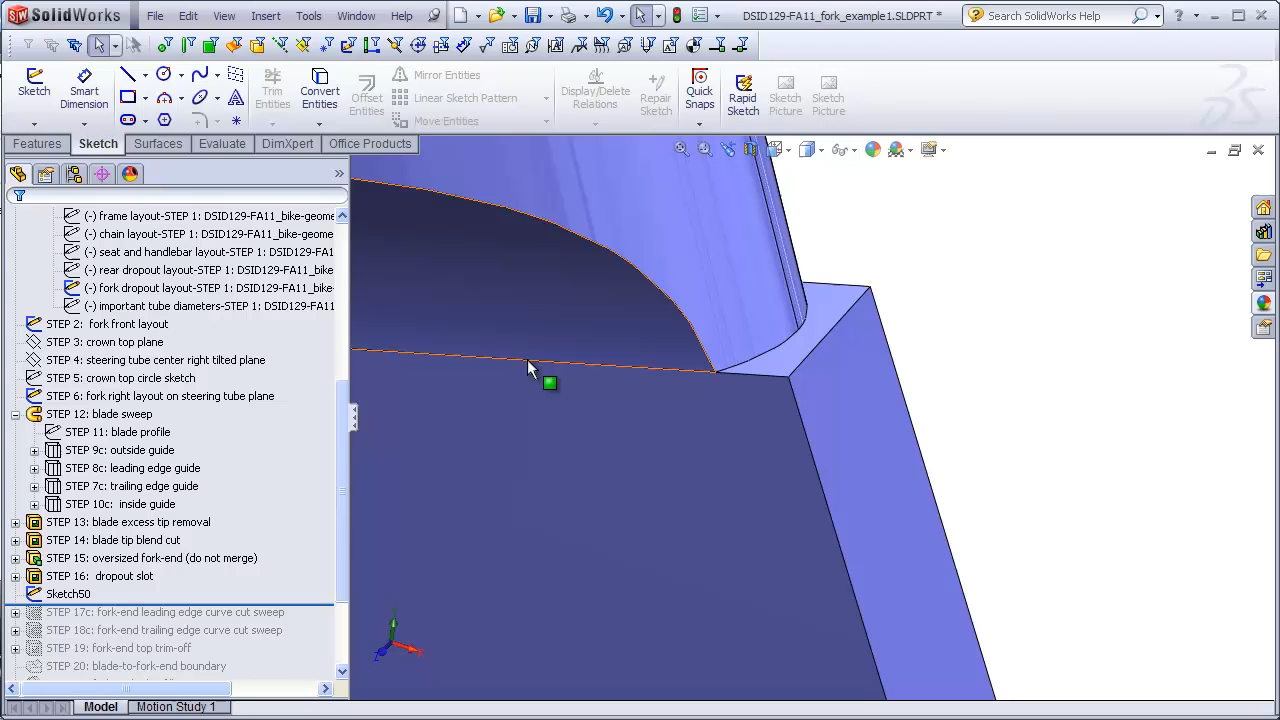 SolidWorks File Edit View Insert Tools Window Help DSID129-FA11_fork_example1.SLDPRT * Search SolidWorks Help
Sketch Smart Dimension Trim Entities Convert Entities Offset Entities Mirror Entities Linear Sketch Pattern Move Entities Display/Delete Relations Repair Sketch Quick Snaps Rapid Sketch Sketch Picture Sketch Picture
Features Sketch Surfaces Evaluate DimXpert Office Products
(-) frame layout-STEP 1: DSID129-FA11_bike-geome
(-) chain layout-STEP 1: DSID129-FA11_bike-geome
(-) seat and handlebar layout-STEP 1: DSID129-FA1
(-) rear dropout layout-STEP 1: DSID129-FA11_bike
(-) fork dropout layout-STEP 1: DSID129-FA11_bike
(-) important tube diameters-STEP 1: DSID129-FA11
STEP 2: fork front layout
STEP 3: crown top plane
STEP 4: steering tube center right tilted plane
STEP 5: crown top circle sketch
STEP 6: fork right layout on steering tube plane
STEP 12: blade sweep
STEP 11: blade profile
STEP 9c: outside guide
STEP 8c: leading edge guide
STEP 7c: trailing edge guide
STEP 10c: inside guide
STEP 13: blade excess tip removal
STEP 14: blade tip blend cut
STEP 15: oversized fork-end (do not merge)
STEP 16: dropout slot
Sketch50
STEP 17c: fork-end leading edge curve cut sweep
STEP 18c: fork-end trailing edge curve cut sweep
STEP 19: fork-end top trim-off
STEP 20: blade-to-fork-end boundary
Model Motion Study 1